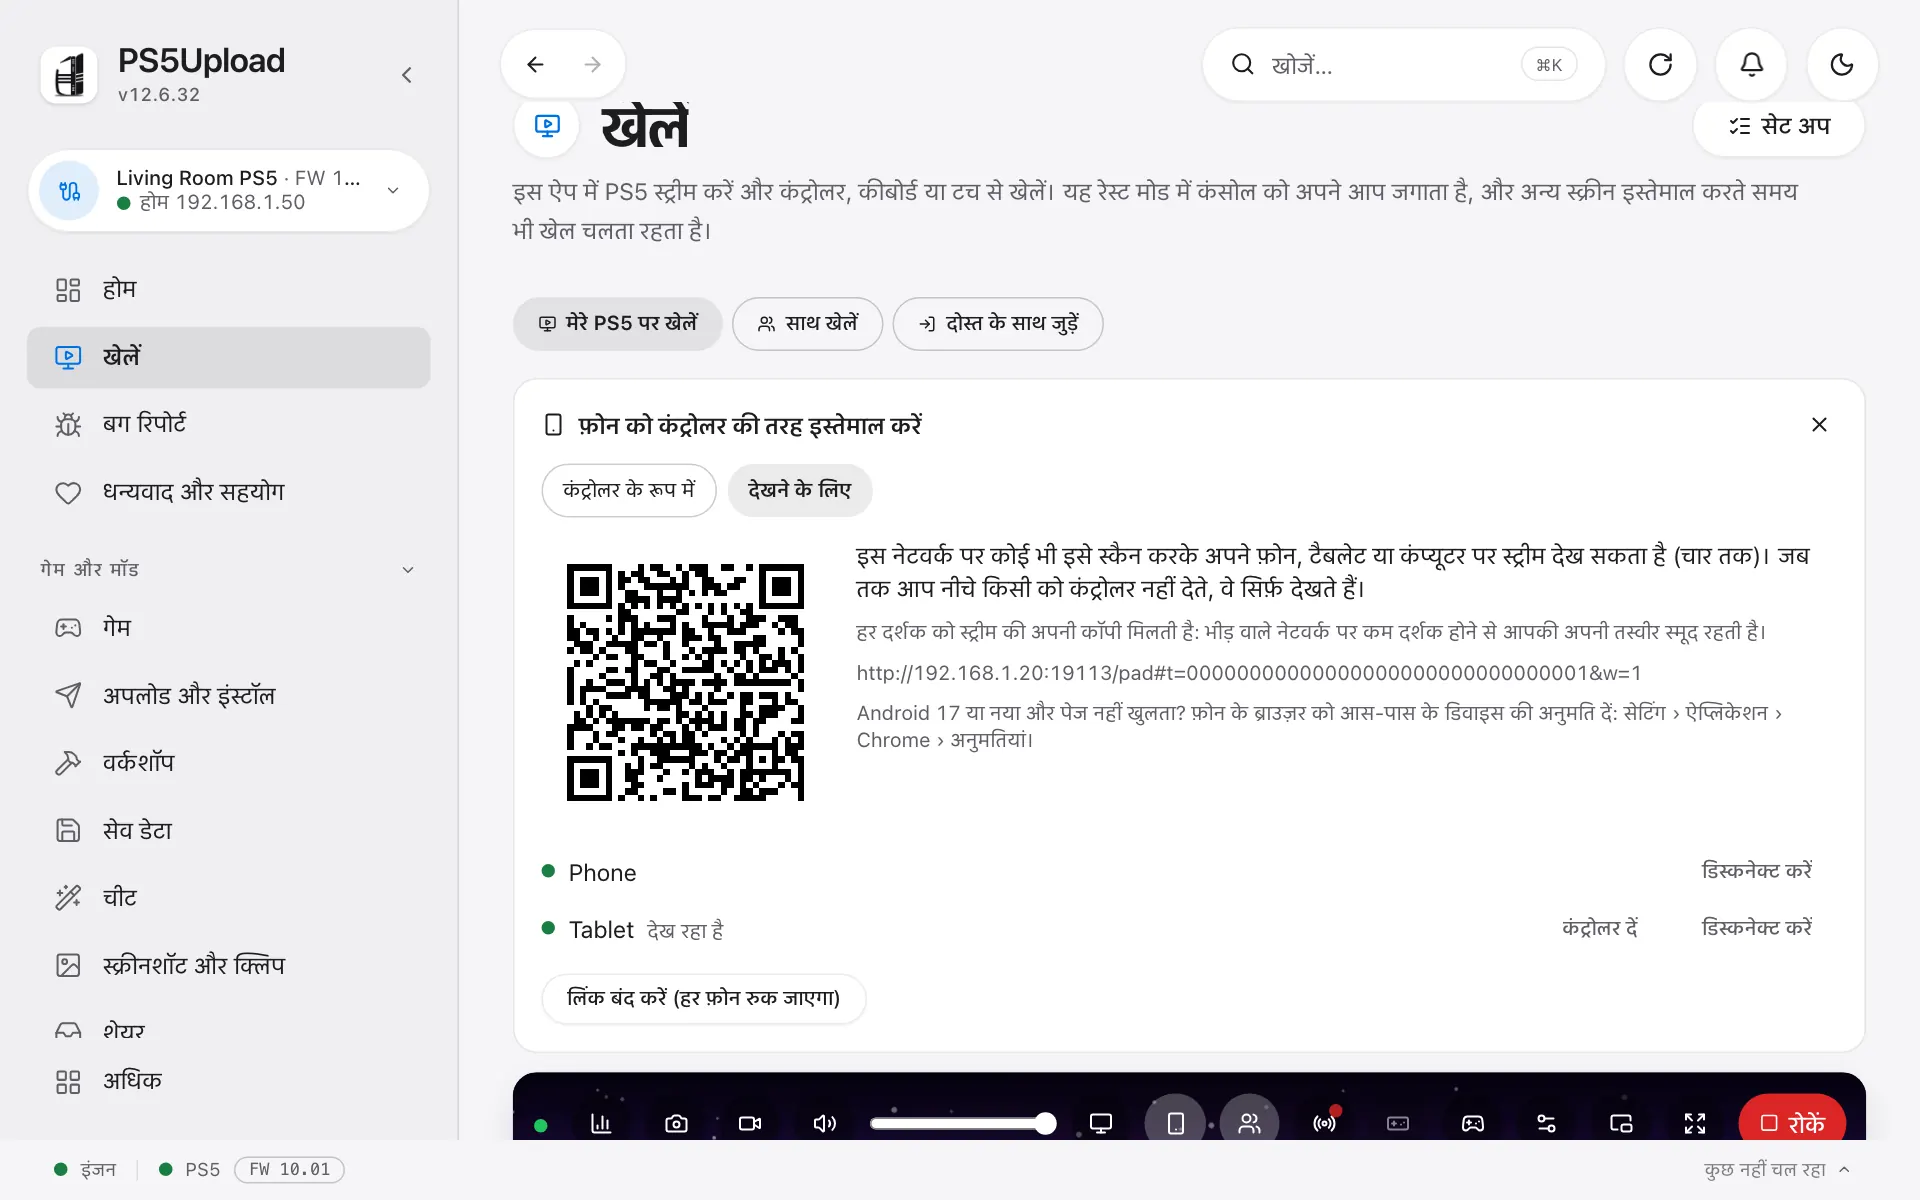 PS5Upload
v12.6.32
Living Room PS5 · FW 1...
होम 192.168.1.50
होम
खेलें
बग रिपोर्ट
धन्यवाद और सहयोग
गेम और मॉड
गेम
अपलोड और इंस्टॉल
वर्कशॉप
सेव डेटा
चीट
स्क्रीनशॉट और क्लिप
शेयर
अधिक
खोजें...
⌘K
खेलें
सेट अप
इस ऐप में PS5 स्ट्रीम करें और कंट्रोलर, कीबोर्ड या टच से खेलें। यह रेस्ट मोड में कंसोल को अपने आप जगाता है, और अन्य स्क्रीन इस्तेमाल करते समय
भी खेल चलता रहता है।
मेरे PS5 पर खेलें
साथ खेलें
दोस्त के साथ जुड़ें
फ़ोन को कंट्रोलर की तरह इस्तेमाल करें
कंट्रोलर के रूप में
देखने के लिए
इस नेटवर्क पर कोई भी इसे स्कैन करके अपने फ़ोन, टैबलेट या कंप्यूटर पर स्ट्रीम देख सकता है (चार तक)। जब
तक आप नीचे किसी को कंट्रोलर नहीं देते, वे सिर्फ़ देखते हैं।
हर दर्शक को स्ट्रीम की अपनी कॉपी मिलती है: भीड़ वाले नेटवर्क पर कम दर्शक होने से आपकी अपनी तस्वीर स्मूद रहती है।
http://192.168.1.20:19113/pad#t=00000000000000000000000000000001&w=1
Android 17 या नया और पेज नहीं खुलता? फ़ोन के ब्राउज़र को आस-पास के डिवाइस की अनुमति दें: सेटिंग › ऐप्लिकेशन ›
Chrome › अनुमतियां।
Phone
डिस्कनेक्ट करें
Tablet देख रहा है
कंट्रोलर दें
डिस्कनेक्ट करें
लिंक बंद करें (हर फ़ोन रुक जाएगा)
रोकें
इंजन
PS5
FW 10.01
कुछ नहीं चल रहा